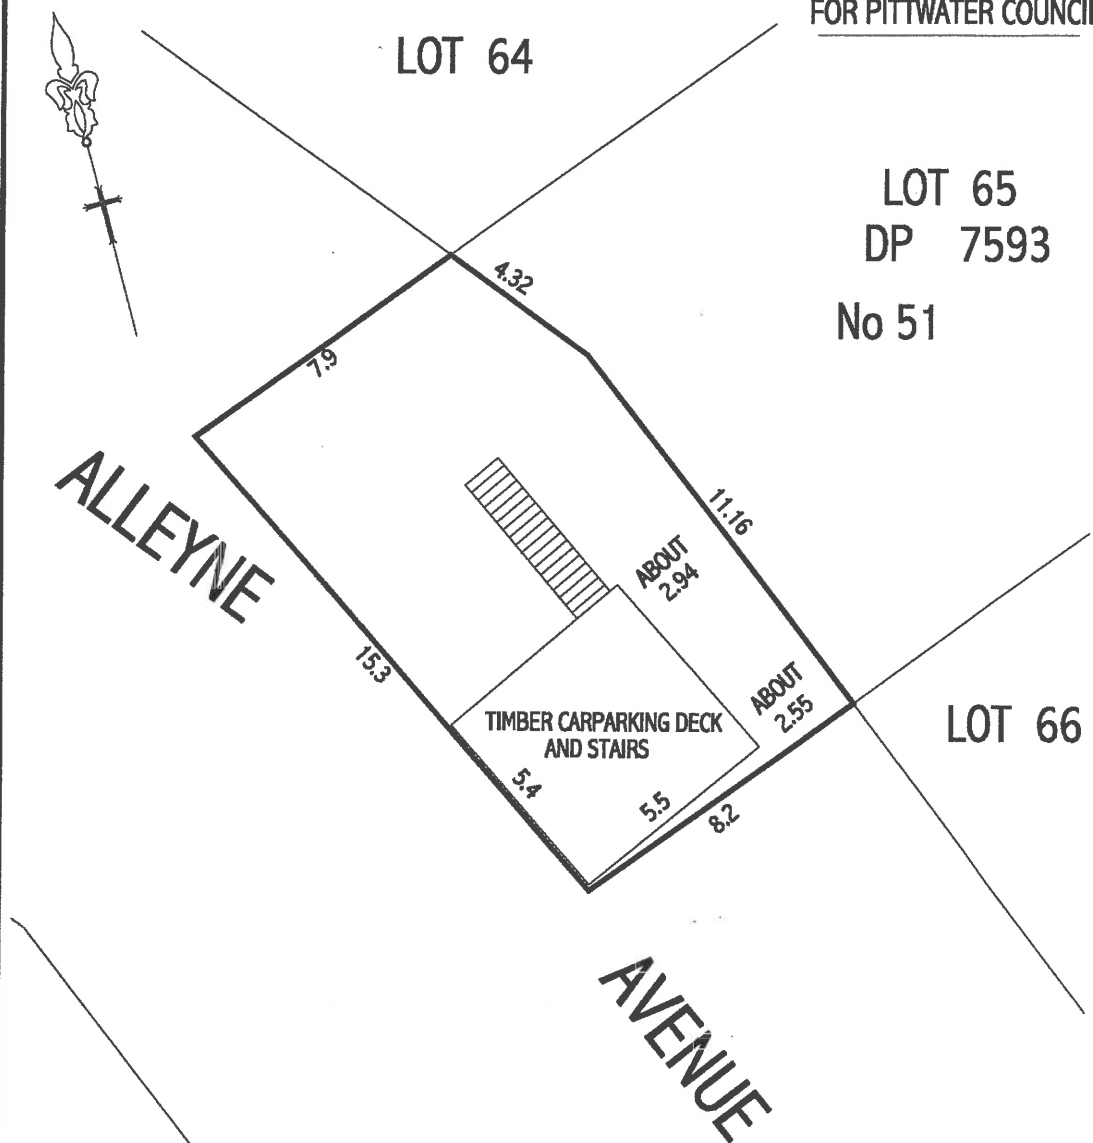 FOR PITTWATER COUNCIL
LOT 64
LOT 65
DP 7593
No 51
4.32
7.9
ALLEYNE
11.16
ABOUT
2.94
15.3
ABOUT
2.55
LOT 66
TIMBER CARPARKING DECK
AND STAIRS
5.4
5.5
8.2
AVENUE